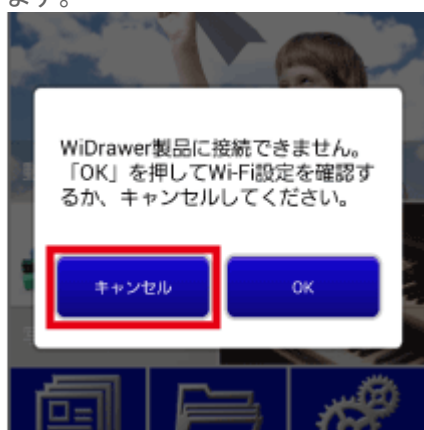 ます。
WiDrawer製品に接続できません。
「OK」を押してWi-Fi設定を確認す
るか、キャンセルしてください。
キャンセル
OK